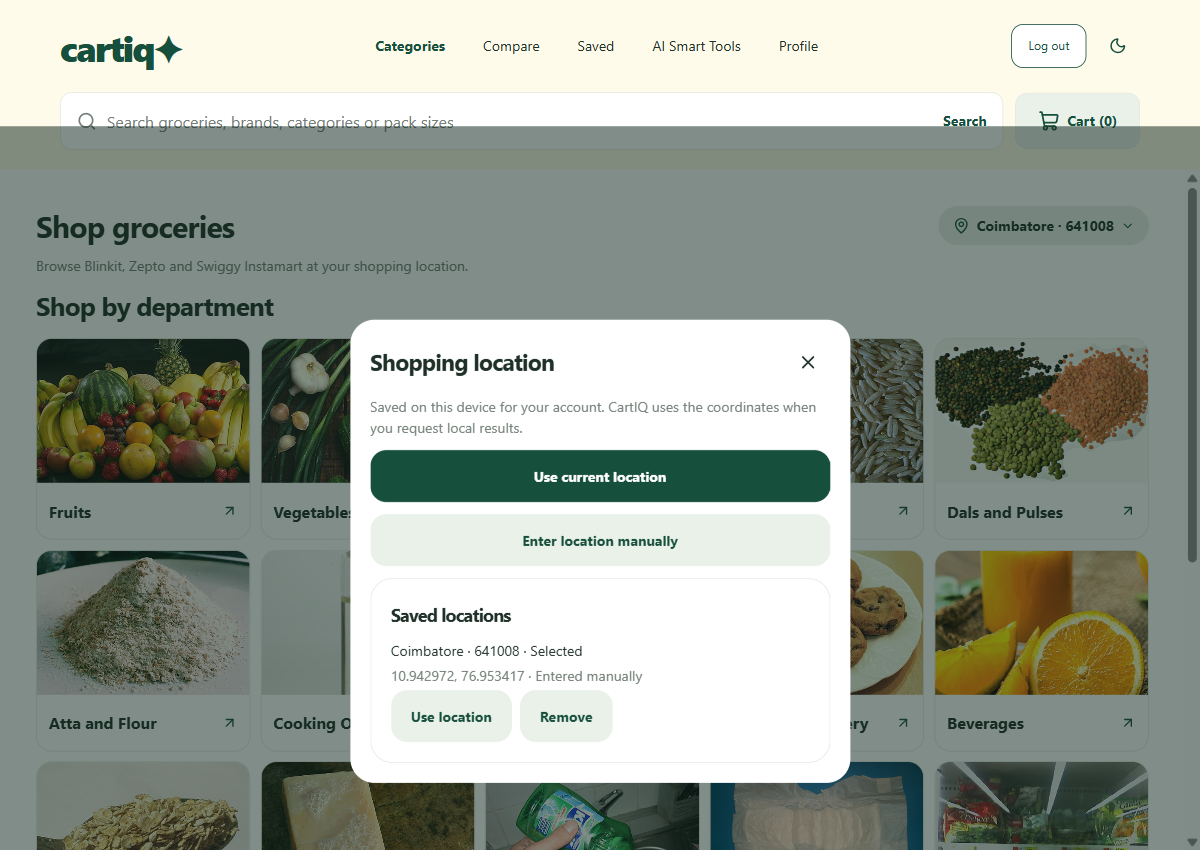 cartiq
Categories
Compare
Saved
AI Smart Tools
Profile
Log out
Search groceries, brands, categories or pack sizes
Search
Cart (0)
Shop groceries
Coimbatore · 641008
Browse Blinkit, Zepto and Swiggy Instamart at your shopping location.
Shop by department
Shopping location
Saved on this device for your account. CartIQ uses the coordinates when
you request local results.
Use current location
Enter location manually
Saved locations
Coimbatore · 641008 · Selected
10.942972, 76.953417 · Entered manually
Use location
Remove
Fruits
Vegetables
Dals and Pulses
Atta and Flour
Cooking O
ery
Beverages